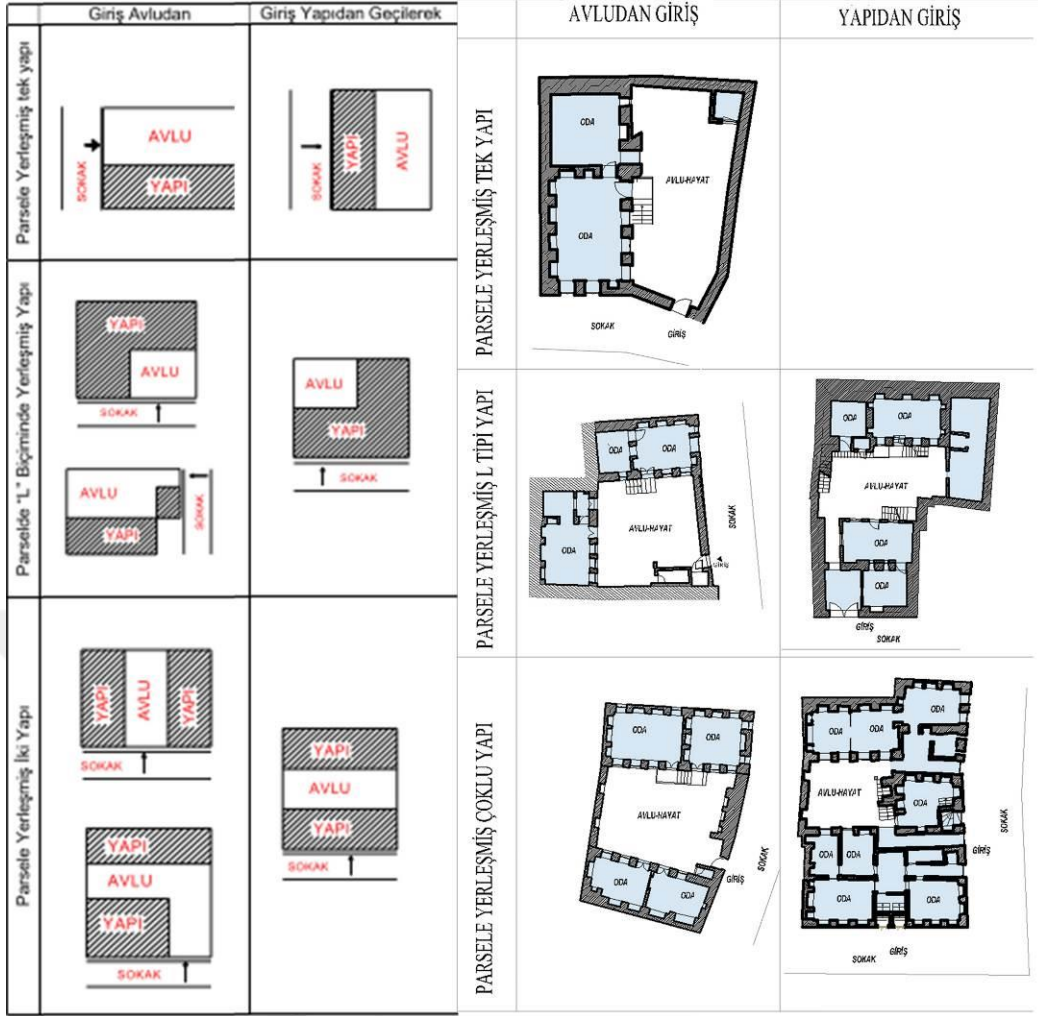 Giriş Avludan
Giriş Yapıdan Geçilerek
Parsele Yerleşmiş tek yapı
SOKAK
AVLU
YAPI
SOKAK
YAPI
AVLU
Parselde "L" Biçiminde Yerleşmiş Yapı
YAPI
AVLU
SOKAK
AVLU
YAPI
SOKAK
AVLU
YAPI
SOKAK
Parsele Yerleşmiş İki Yapı
YAPI
AVLU
YAPI
SOKAK
YAPI
AVLU
YAPI
SOKAK
YAPI
AVLU
YAPI
SOKAK
AVLUDAN GİRİŞ
YAPIDAN GİRİŞ
PARSELE YERLEŞMİŞ TEK YAPI
ODA
AVLU-HAYAT
ODA
SOKAK
GİRİŞ
PARSELE YERLEŞMİŞ L TİPİ YAPI
ODA
ODA
AVLU-HAYAT
ODA
SOKAK
GİRİŞ
ODA
ODA
AVLU-HAYAT
ODA
ODA
GİRİŞ
SOKAK
PARSELE YERLEŞMİŞ ÇOKLU YAPI
ODA
ODA
AVLU-HAYAT
ODA
ODA
GİRİŞ
SOKAK
ODA
ODA
ODA
AVLU-HAYAT
ODA
ODA
ODA
ODA
ODA
GİRİŞ
SOKAK
SOKAK
GİRİŞ